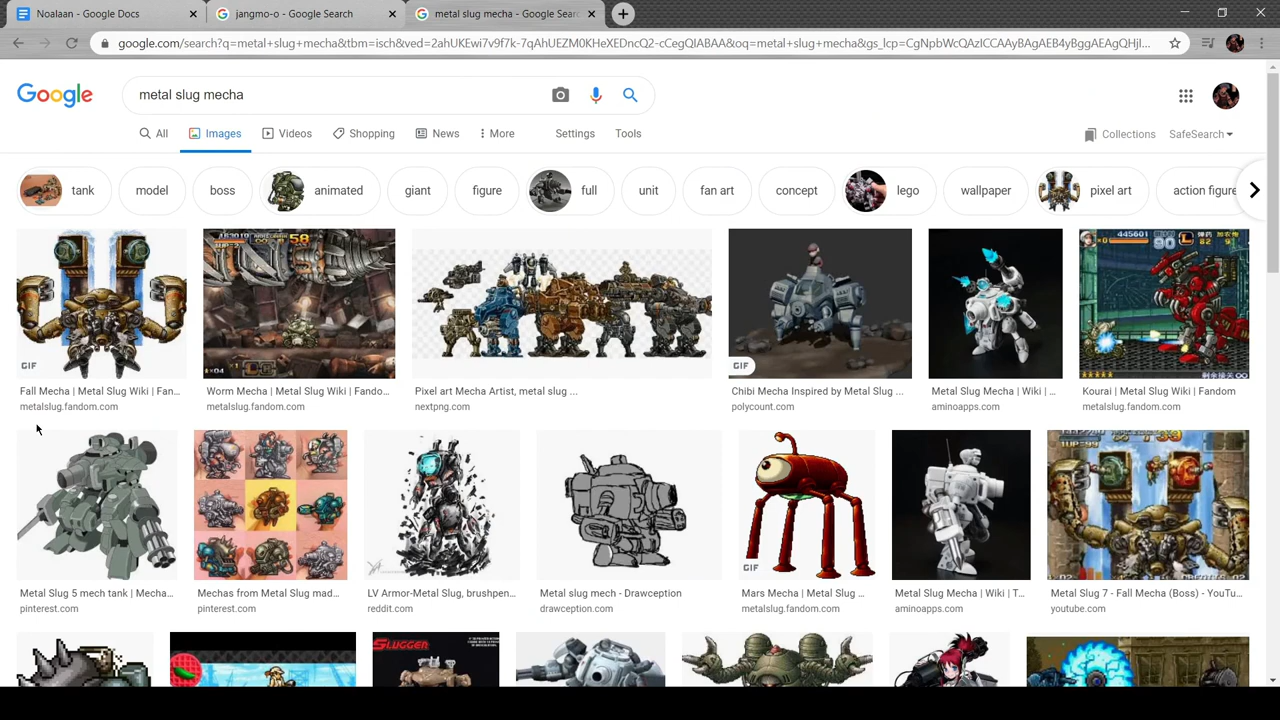 Noalaan - Google Docs
jangmo-o - Google Search
metal slug mecha - Google Sear
google.com/search?q=metal+slug+mecha&tbm=isch&ved=2ahUKEwi7v9f7k-7qAhUEZM0KHeXEDncQ2-cCegQIABAA&oq=metal+slug+mecha&gs_lcp=CgNpbWcQAzICCAAyBAgAEB4yBggAEAgQHjI...
Google
metal slug mecha
All
Images
Videos
Shopping
News
More
Settings
Tools
Collections
SafeSearch
tank
model
boss
animated
giant
figure
full
unit
fan art
concept
lego
wallpaper
pixel art
action figure
58
445601
90
GIF
GIF
Fall Mecha | Metal Slug Wiki | Fan...
metalslug.fandom.com
Worm Mecha | Metal Slug Wiki | Fando...
metalslug.fandom.com
Pixel art Mecha Artist, metal slug ...
nextpng.com
Chibi Mecha Inspired by Metal Slug ...
polycount.com
Metal Slug Mecha | Wiki | ...
aminoapps.com
Kourai | Metal Slug Wiki | Fandom
metalslug.fandom.com
GIF
Metal Slug 5 mech tank | Mecha...
pinterest.com
Mechas from Metal Slug mad...
pinterest.com
LV Armor-Metal Slug, brushpen...
reddit.com
Metal slug mech - Drawception
drawception.com
Mars Mecha | Metal Slug ...
metalslug.fandom.com
Metal Slug Mecha | Wiki | T...
aminoapps.com
Metal Slug 7 - Fall Mecha (Boss) - YouTu...
youtube.com
SLUGGER